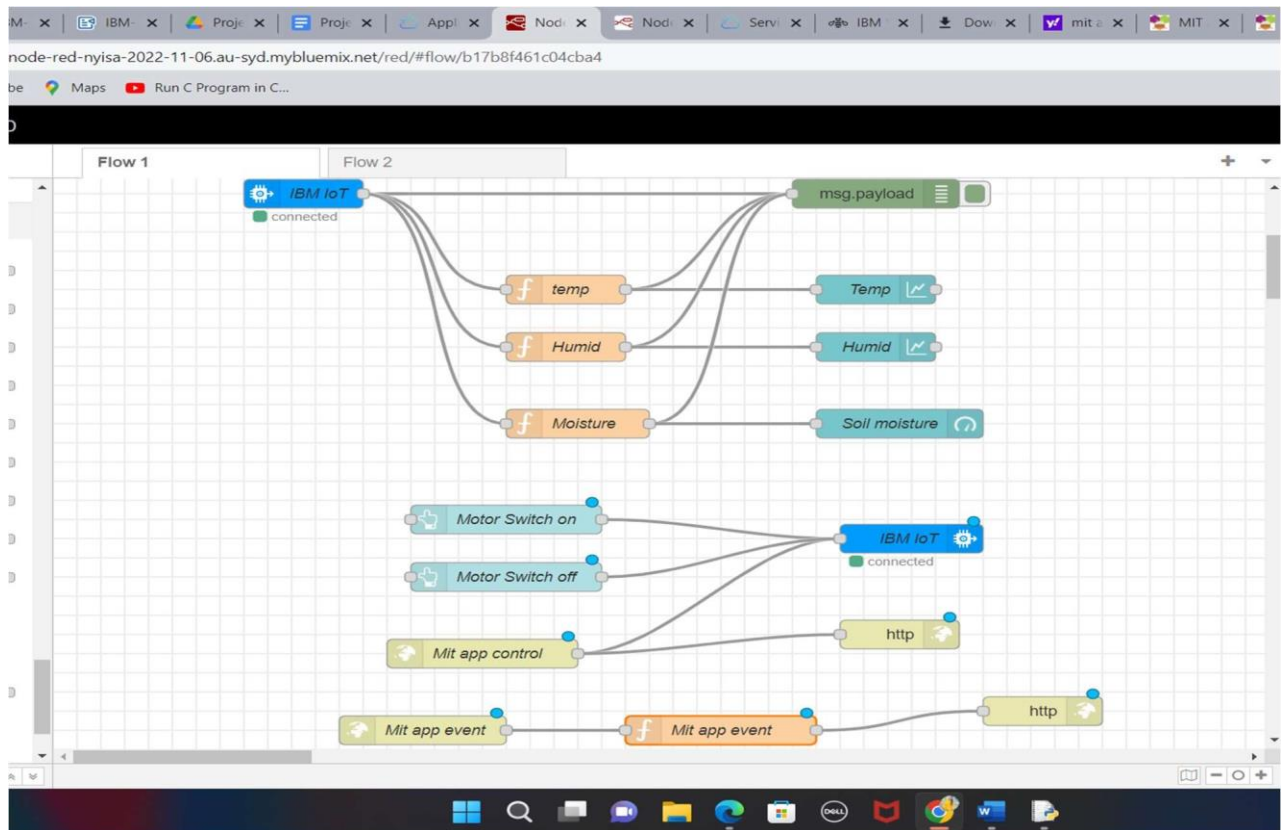 M- IBM- Proje Proje Appl Node Node Servi IBM Dow mit a MIT
node-red-nyisa-2022-11-06.au-syd.mybluemix.net/red/#flow/b17b8f461c04cba4
be Maps Run C Program in C...
Flow 1 Flow 2
IBM IoT msg.payload
connected
temp Temp
Humid Humid
Moisture Soil moisture
Motor Switch on
IBM IoT
connected
Motor Switch off
http
Mit app control
http
Mit app event Mit app event
DELL